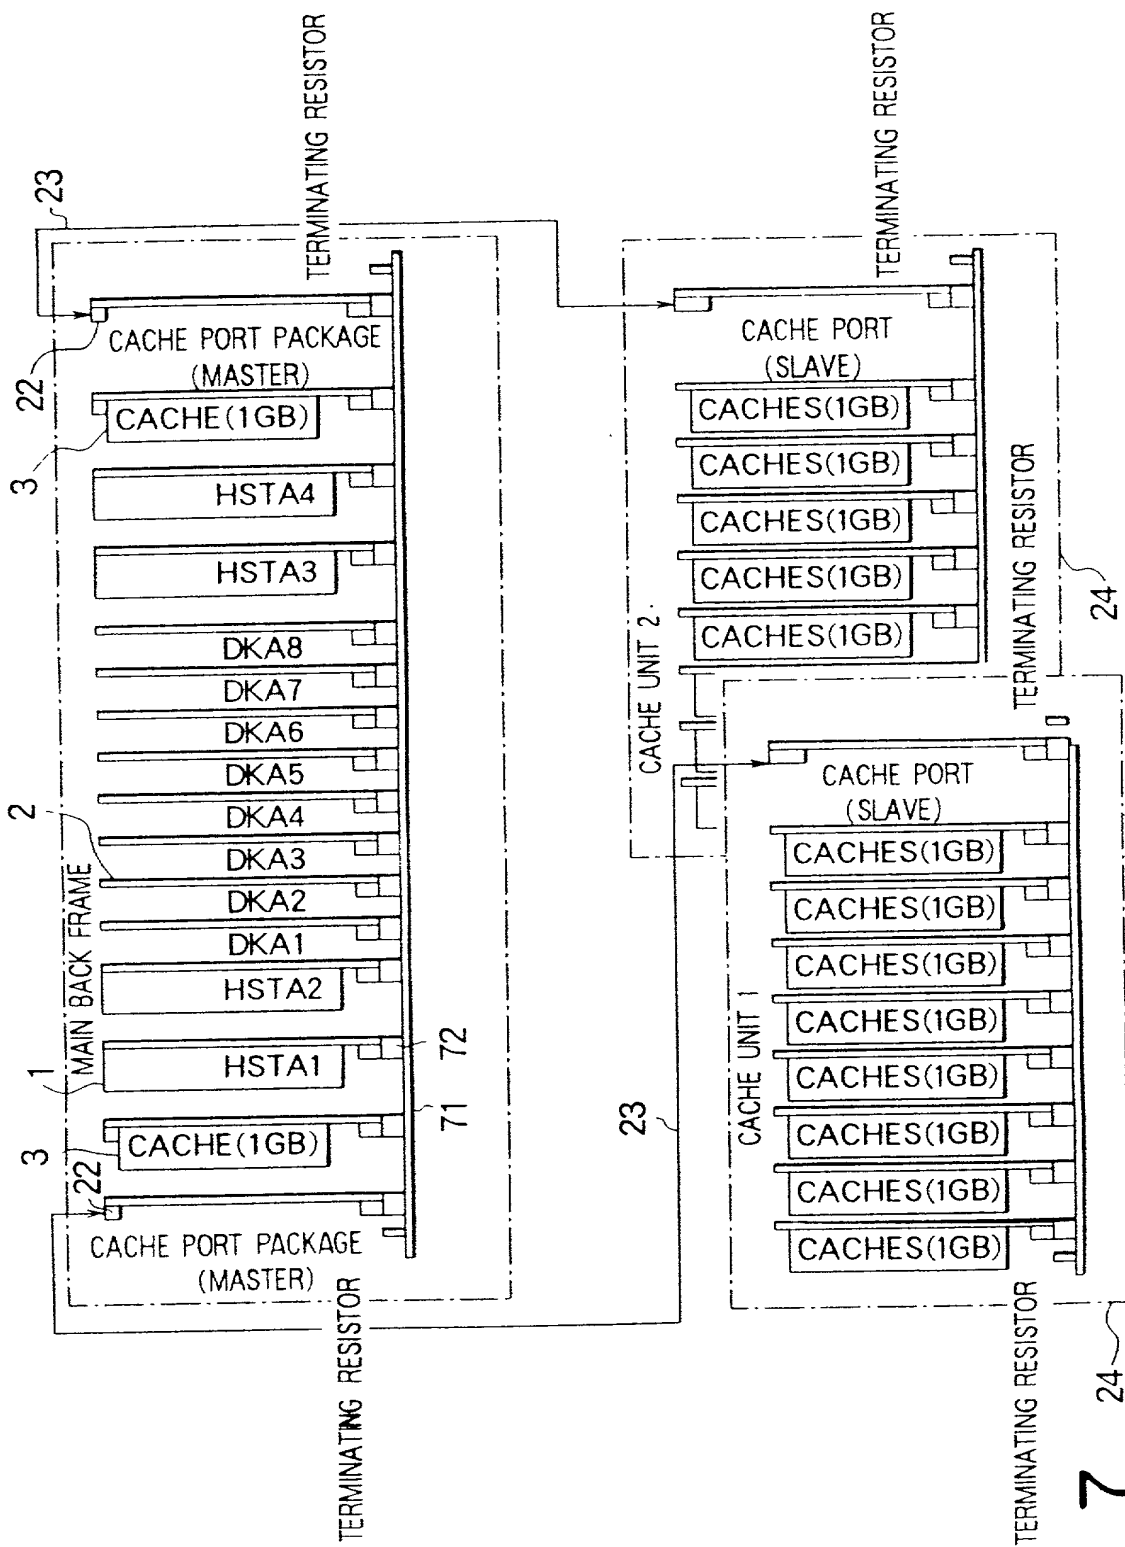 MAIN BACK FRAME
1
2
3
3
22
22
23
CACHE PORT PACKAGE
(MASTER)
CACHE(1GB)
HSTA1
HSTA2
DKA1
DKA2
DKA3
DKA4
DKA5
DKA6
DKA7
DKA8
HSTA3
HSTA4
CACHE(1GB)
CACHE PORT PACKAGE
(MASTER)
71
72
TERMINATING RESISTOR
TERMINATING RESISTOR
23
CACHE UNIT 2
CACHES(1GB)
CACHES(1GB)
CACHES(1GB)
CACHES(1GB)
CACHES(1GB)
CACHE PORT
(SLAVE)
TERMINATING RESISTOR
24
CACHE UNIT 1
CACHES(1GB)
CACHES(1GB)
CACHES(1GB)
CACHES(1GB)
CACHES(1GB)
CACHES(1GB)
CACHES(1GB)
CACHES(1GB)
CACHE PORT
(SLAVE)
TERMINATING RESISTOR
TERMINATING RESISTOR
24
7